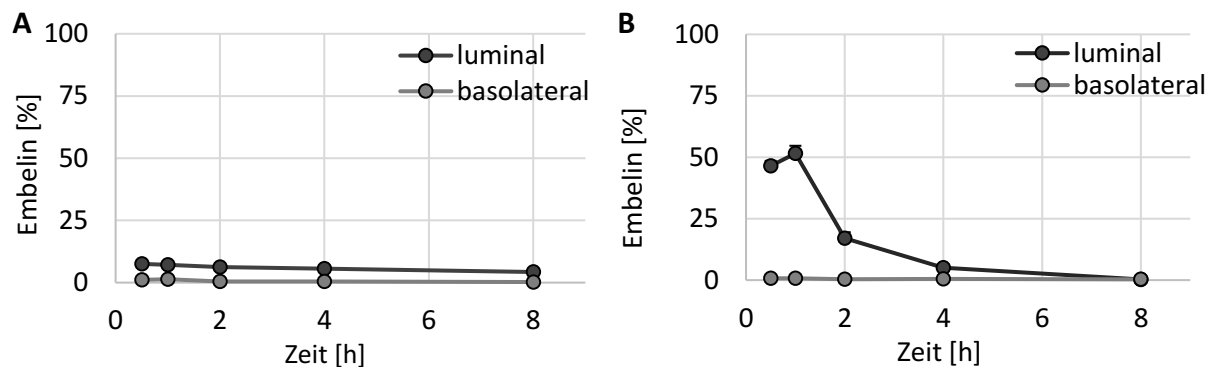 A
100
75
50
25
0
Embelin [%]
luminal
basolateral
0 2 4 6 8
Zeit [h]
B
100
75
50
25
0
Embelin [%]
luminal
basolateral
0 2 4 6 8
Zeit [h]